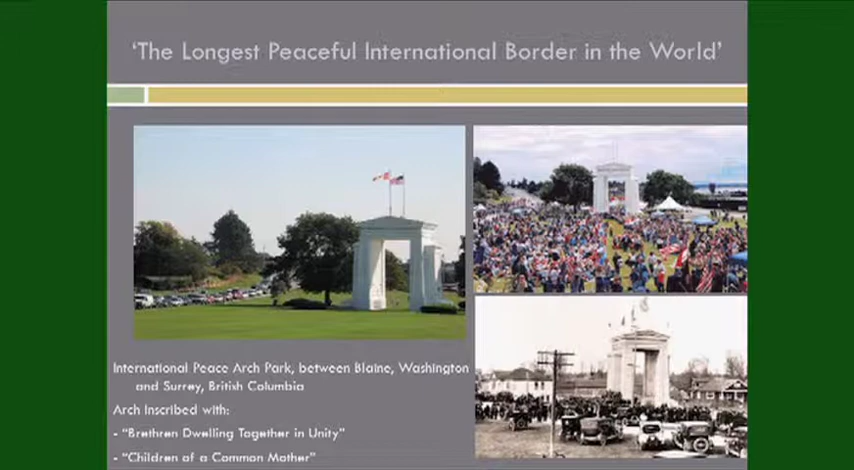 ‘The Longest Peaceful International Border in the World’
International Peace Arch Park, between Blaine, Washington
and Surrey, British Columbia
Arch Inscribed with:
- “Brethren Dwelling Together in Unity”
- “Children of a Common Mother”